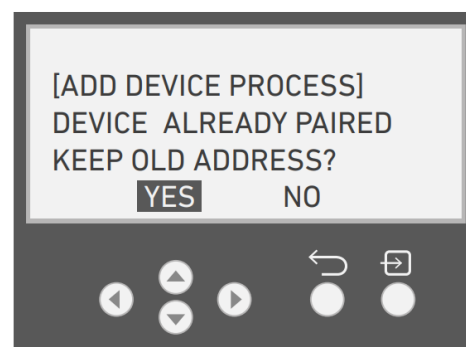 [ADD DEVICE PROCESS]
DEVICE ALREADY PAIRED
KEEP OLD ADDRESS?
YES NO